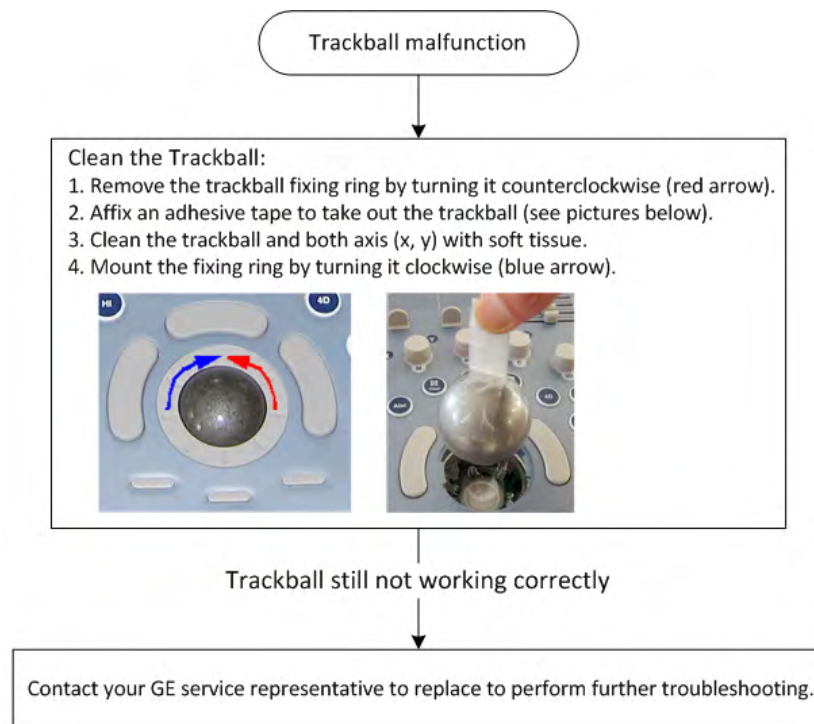 Trackball malfunction
Clean the Trackball:
1. Remove the trackball fixing ring by turning it counterclockwise (red arrow).
2. Affix an adhesive tape to take out the trackball (see pictures below).
3. Clean the trackball and both axis (x, y) with soft tissue.
4. Mount the fixing ring by turning it clockwise (blue arrow).
4D
4D
Trackball still not working correctly
Contact your GE service representative to replace to perform further troubleshooting.